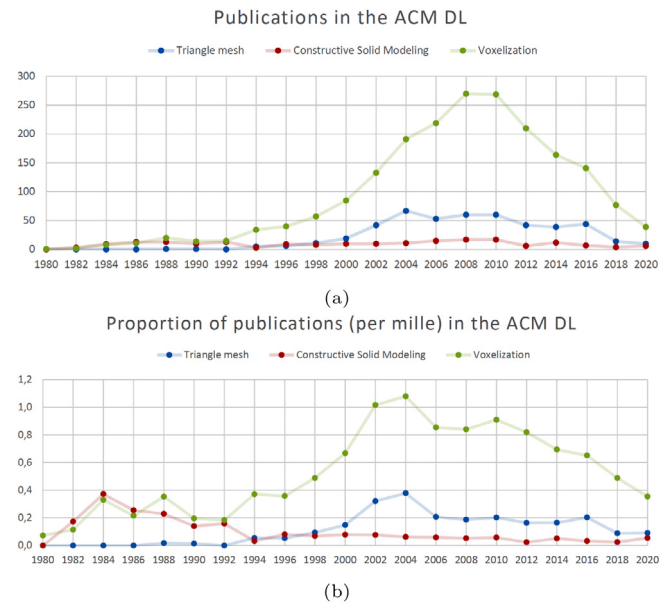 Publications in the ACM DL
Triangle mesh Constructive Solid Modeling Voxelization
300
250
200
150
100
50
0
1980 1982 1984 1986 1988 1990 1992 1994 1996 1998 2000 2002 2004 2006 2008 2010 2012 2014 2016 2018 2020
(a)
Proportion of publications (per mille) in the ACM DL
Triangle mesh Constructive Solid Modeling Voxelization
1,2
1,0
0,8
0,6
0,4
0,2
0,0
1980 1982 1984 1986 1988 1990 1992 1994 1996 1998 2000 2002 2004 2006 2008 2010 2012 2014 2016 2018 2020
(b)